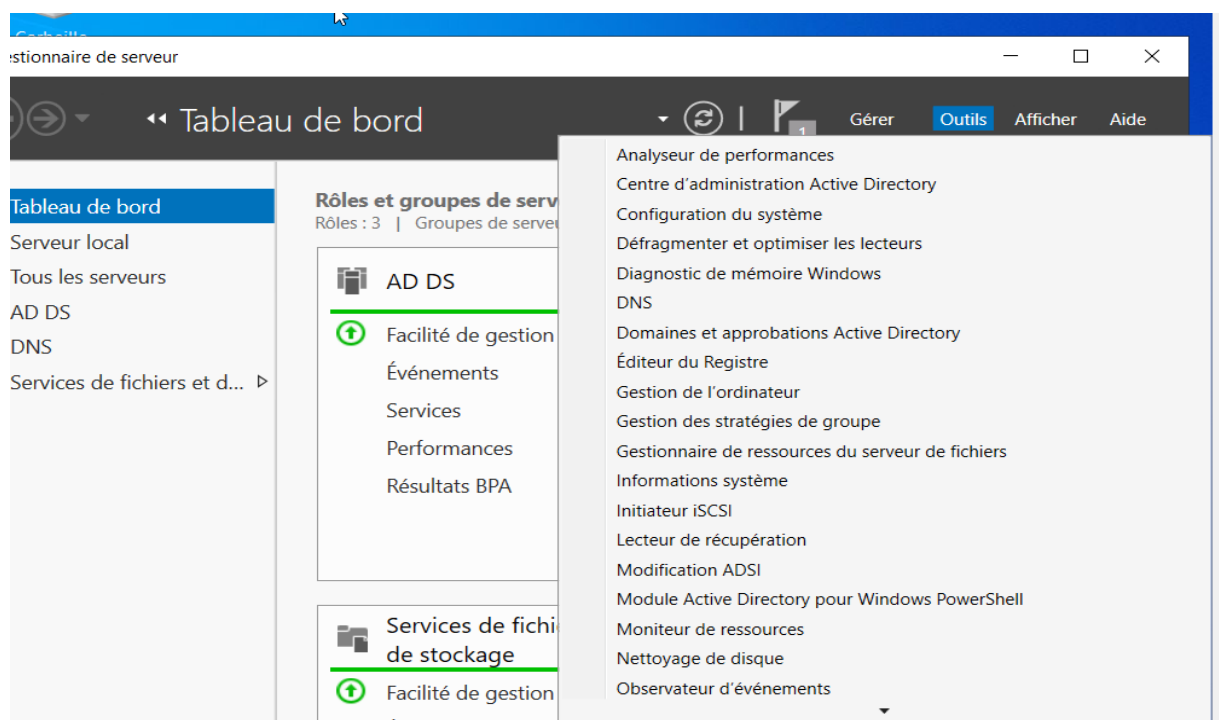 estionnaire de serveur
Tableau de bord
1
Gérer
Outils
Afficher
Aide
Tableau de bord
Serveur local
Tous les serveurs
AD DS
DNS
Services de fichiers et d...
Rôles et groupes de serv
Rôles : 3 | Groupes de serveu
AD DS
Facilité de gestion
Événements
Services
Performances
Résultats BPA
Services de fichi
de stockage
Facilité de gestion
Analyseur de performances
Centre d'administration Active Directory
Configuration du système
Défragmenter et optimiser les lecteurs
Diagnostic de mémoire Windows
DNS
Domaines et approbations Active Directory
Éditeur du Registre
Gestion de l'ordinateur
Gestion des stratégies de groupe
Gestionnaire de ressources du serveur de fichiers
Informations système
Initiateur iSCSI
Lecteur de récupération
Modification ADSI
Module Active Directory pour Windows PowerShell
Moniteur de ressources
Nettoyage de disque
Observateur d'événements